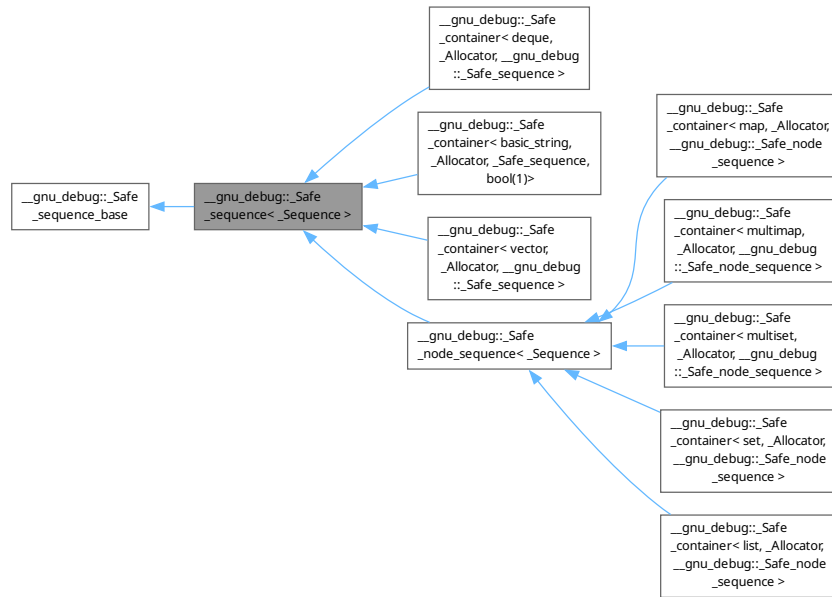 __gnu_debug::_Safe
_sequence_base
__gnu_debug::_Safe
_sequence< _Sequence >
__gnu_debug::_Safe
_container< deque,
_Allocator, __gnu_debug
::_Safe_sequence >
__gnu_debug::_Safe
_container< basic_string,
_Allocator, _Safe_sequence,
bool(1)>
__gnu_debug::_Safe
_container< vector,
_Allocator, __gnu_debug
::_Safe_sequence >
__gnu_debug::_Safe
_node_sequence< _Sequence >
__gnu_debug::_Safe
_container< map, _Allocator,
__gnu_debug::_Safe_node
_sequence >
__gnu_debug::_Safe
_container< multimap,
_Allocator, __gnu_debug
::_Safe_node_sequence >
__gnu_debug::_Safe
_container< multiset,
_Allocator, __gnu_debug
::_Safe_node_sequence >
__gnu_debug::_Safe
_container< set, _Allocator,
__gnu_debug::_Safe_node
_sequence >
__gnu_debug::_Safe
_container< list, _Allocator,
__gnu_debug::_Safe_node
_sequence >